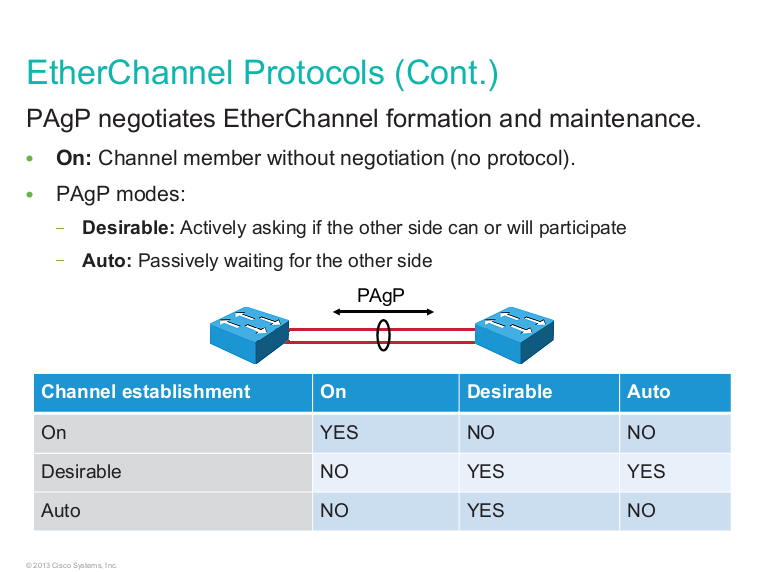 EtherChannel Protocols (Cont.)
PAgP negotiates EtherChannel formation and maintenance.
• On: Channel member without negotiation (no protocol).
• PAgP modes:
– Desirable: Actively asking if the other side can or will participate
– Auto: Passively waiting for the other side
PAgP
Channel establishment On Desirable Auto
On YES NO NO
Desirable NO YES YES
Auto NO YES NO
© 2013 Cisco Systems, Inc.